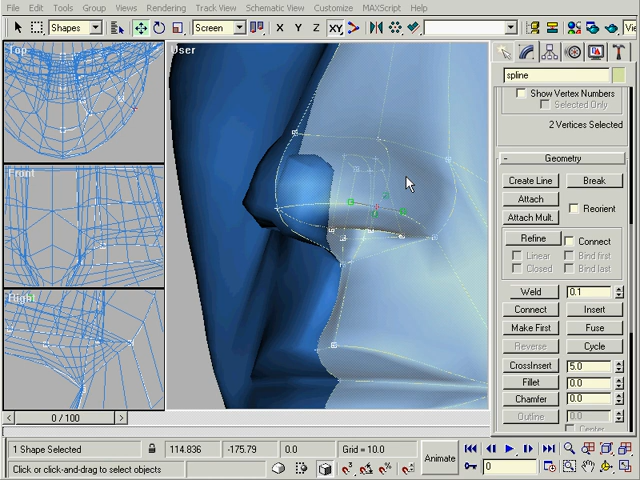 File Edit Tools Group Views Rendering Track View Schematic View Customize MAXScript Help
Shapes Screen X Y Z XY
Top
User
Front
Right
spline
Show Vertex Numbers
Selected Only
2 Vertices Selected
- Geometry
Create Line Break
Attach
Reorient
Attach Mult.
Refine Connect
Linear Bind first
Closed Bind last
Weld 0.1
Connect Insert
Make First Fuse
Reverse Cycle
CrossInsert 5.0
Fillet 0.0
Chamfer 0.0
Outline 0.0
Center
< 0 / 100 >
1 Shape Selected 114.836 -175.79 0.0 Grid = 10.0
Animate
Click or click-and-drag to select objects
0